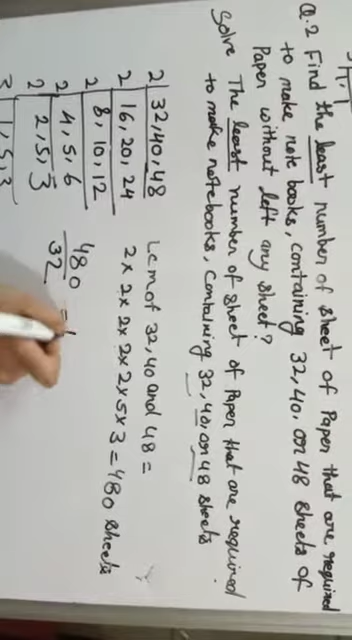 Q.2 Find the least number of sheet of Paper that are required
to make note books, containing 32, 40, or 48 sheets of
Paper without left any sheet?
Solve The least number of sheet of Paper that are required
to make notebooks, containing 32, 40, or 48 sheets
2 | 32, 40, 48
2 | 16, 20, 24
2 | 8, 10, 12
2 | 4, 5, 6
2 | 2, 5, 3
1, 5, 3
Lcm of 32, 40 and 48 =
2 x 2 x 2 x 2 x 2 x 5 x 3 = 480 sheets
480
32
=